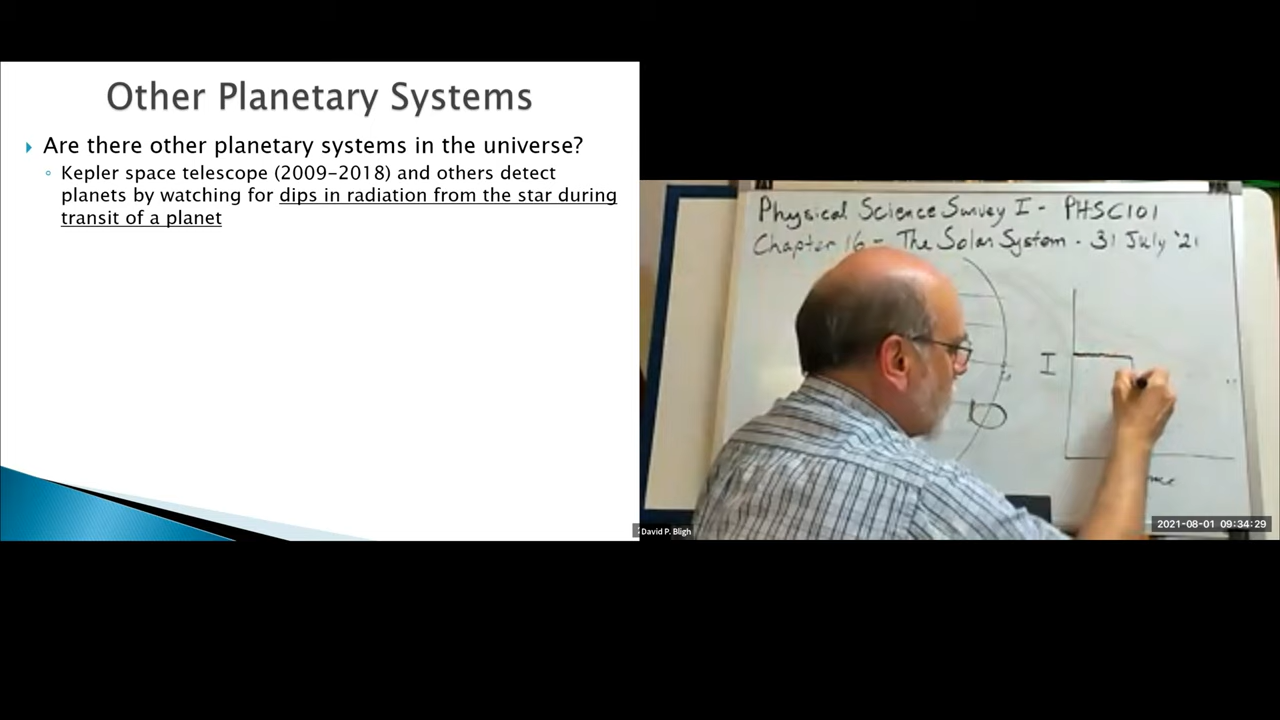 Other Planetary Systems
Are there other planetary systems in the universe?
Kepler space telescope (2009-2018) and others detect
planets by watching for dips in radiation from the star during
transit of a planet
Physical Science Survey I - PHSC101
Chapter 16 - The Solar System - 31 July '21
I
David P. Bligh
2021-08-01 09:34:29